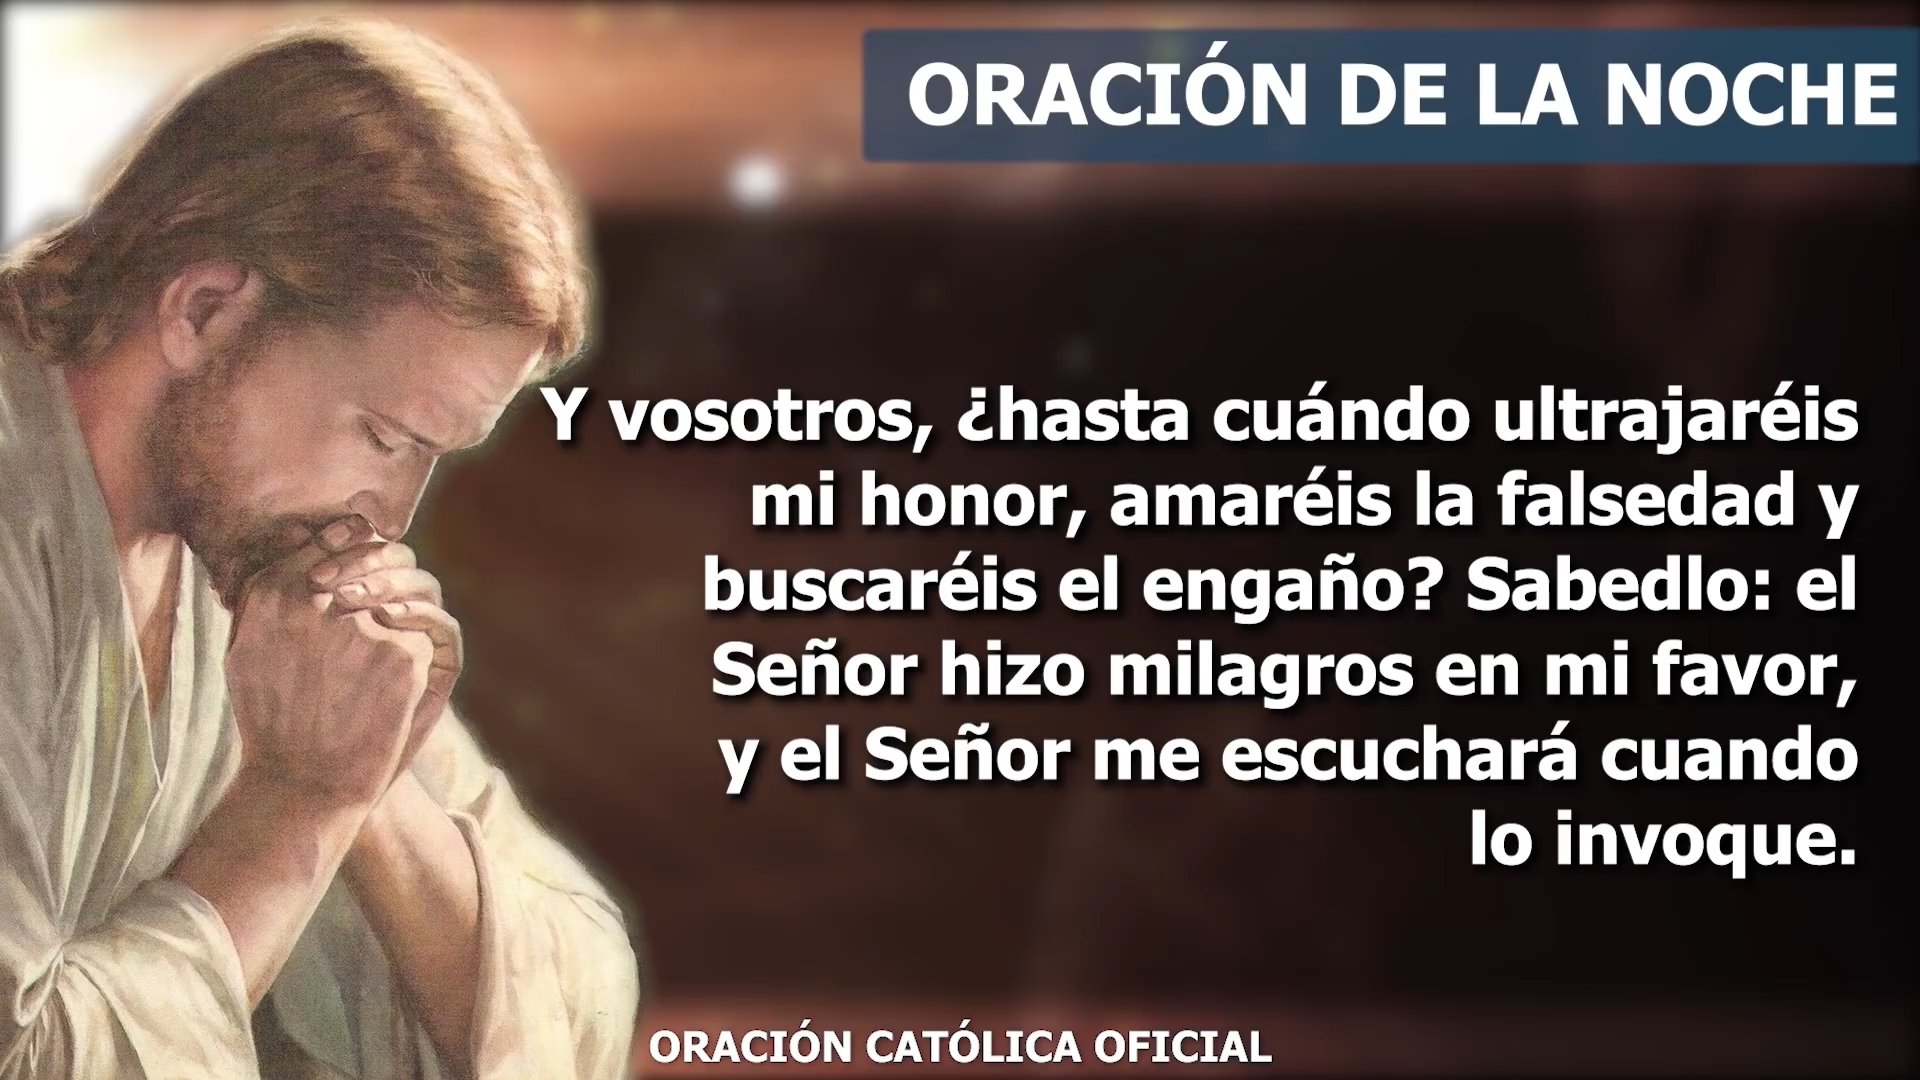 ORACIÓN DE LA NOCHE
Y vosotros, ¿hasta cuándo ultrajaréis
mi honor, amaréis la falsedad y
buscaréis el engaño? Sabedlo: el
Señor hizo milagros en mi favor,
y el Señor me escuchará cuando
lo invoque.
ORACIÓN CATÓLICA OFICIAL